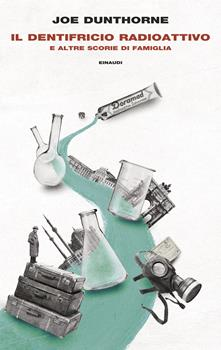 JOE DUNTHORNE
IL DENTIFRICIO RADIOATTIVO
E ALTRE SCORIE DI FAMIGLIA
EINAUDI
Doramad